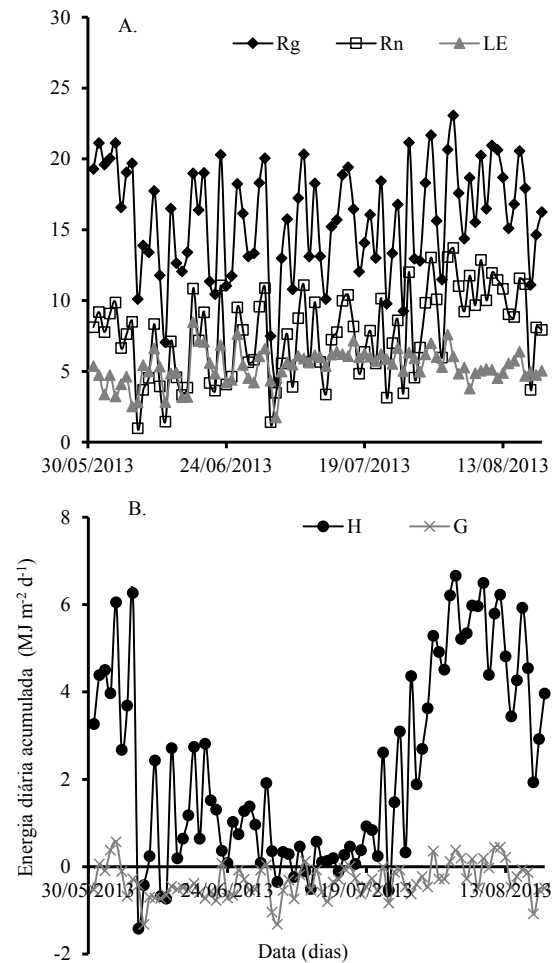 A.
Rg Rn LE
30
25
20
15
10
5
0
30/05/2013 24/06/2013 19/07/2013 13/08/2013
B.
H G
8
6
4
2
0
-2
30/05/2013 24/06/2013 19/07/2013 13/08/2013
Energia diária acumulada (MJ m⁻² d⁻¹)
Data (dias)